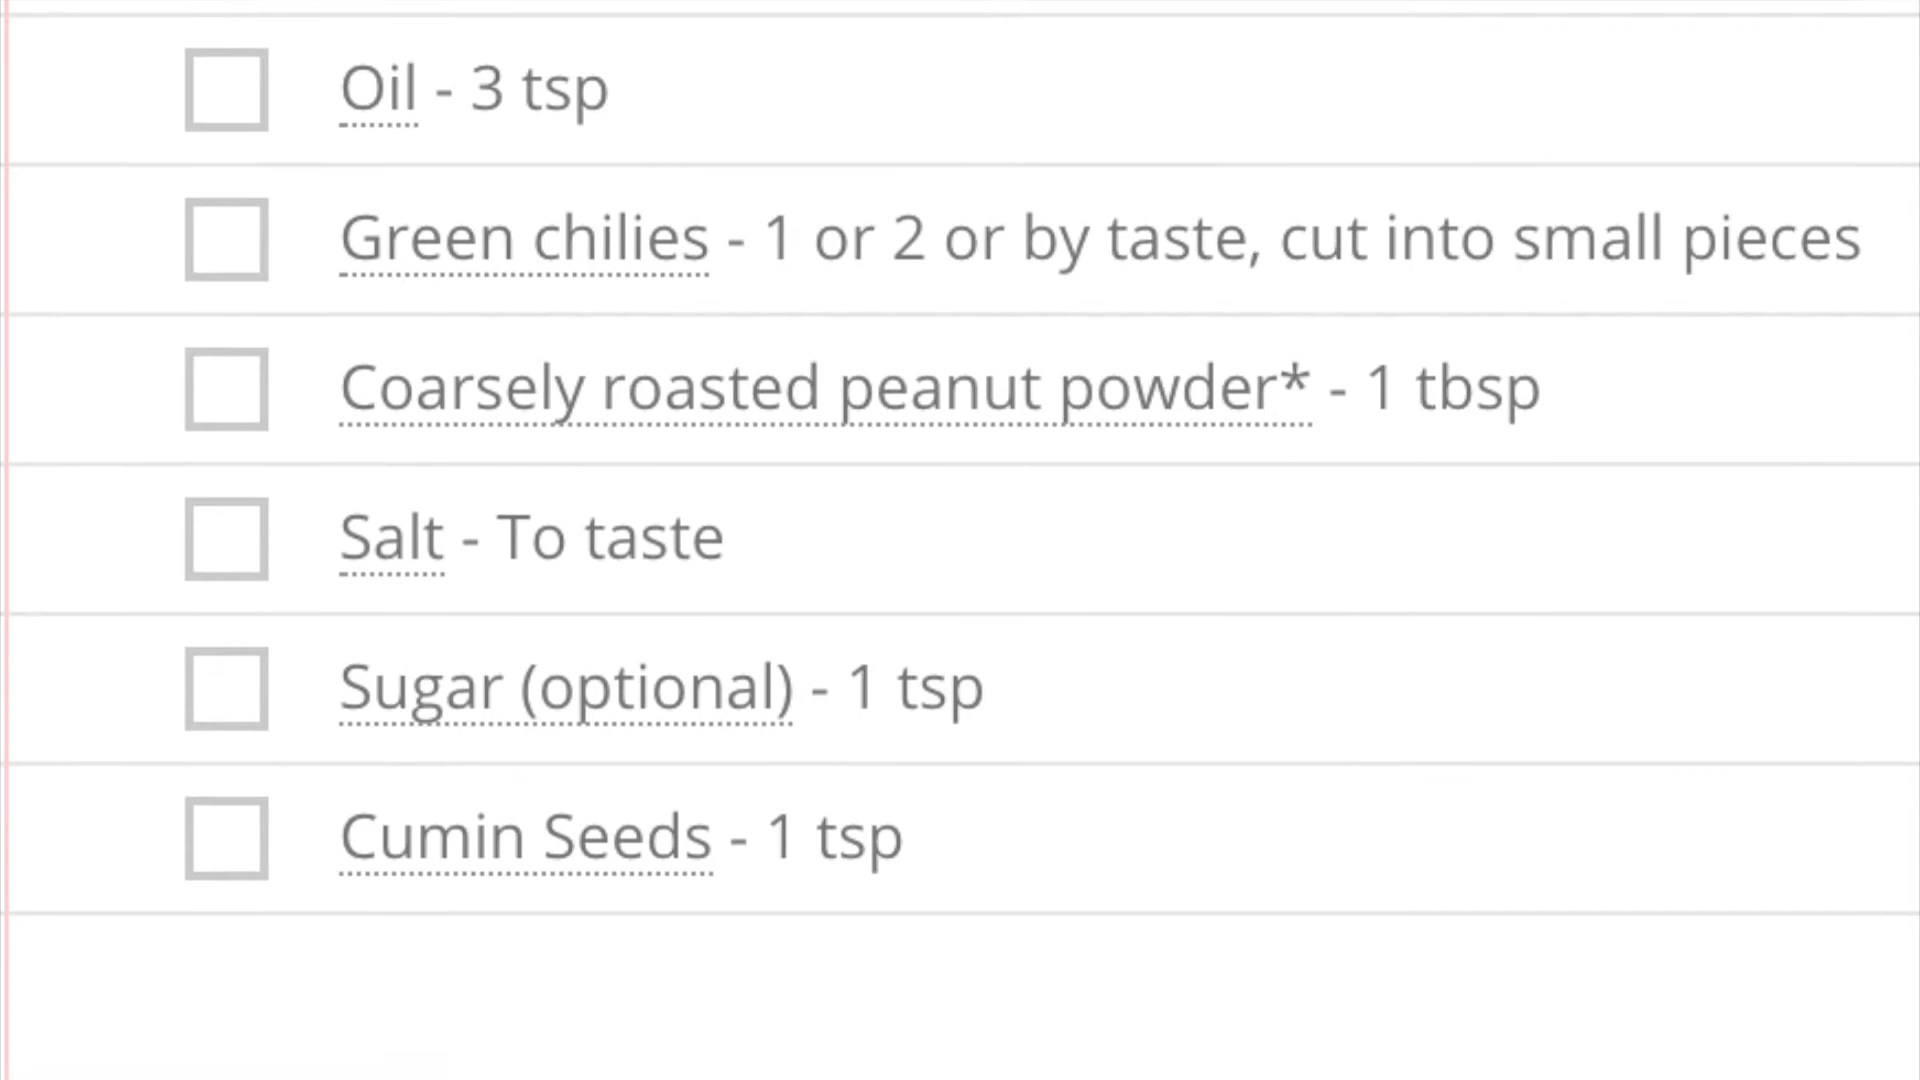 Oil - 3 tsp
Green chilies - 1 or 2 or by taste, cut into small pieces
Coarsely roasted peanut powder* - 1 tbsp
Salt - To taste
Sugar (optional) - 1 tsp
Cumin Seeds - 1 tsp